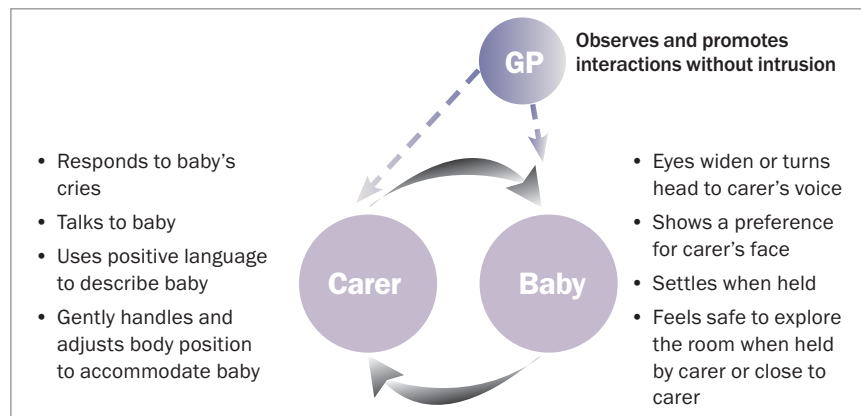 GP
Observes and promotes
interactions without intrusion
• Responds to baby’s
cries
• Talks to baby
• Uses positive language
to describe baby
• Gently handles and
adjusts body position
to accommodate baby
Carer
Baby
• Eyes widen or turns
head to carer’s voice
• Shows a preference
for carer’s face
• Settles when held
• Feels safe to explore
the room when held
by carer or close to
carer